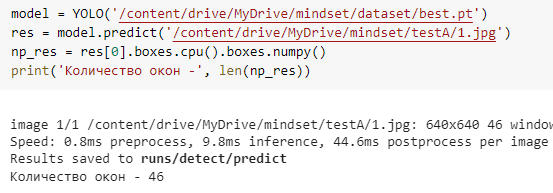 model = YOLO('/content/drive/MyDrive/mindset/dataset/best.pt')
res = model.predict('/content/drive/MyDrive/mindset/testA/1.jpg')
np_res = res[0].boxes.cpu().boxes.numpy()
print('Количество окон -', len(np_res))
image 1/1 /content/drive/MyDrive/mindset/testA/1.jpg: 640x640 46 window
Speed: 0.8ms preprocess, 9.8ms inference, 44.6ms postprocess per image
Results saved to runs/detect/predict
Количество окон - 46